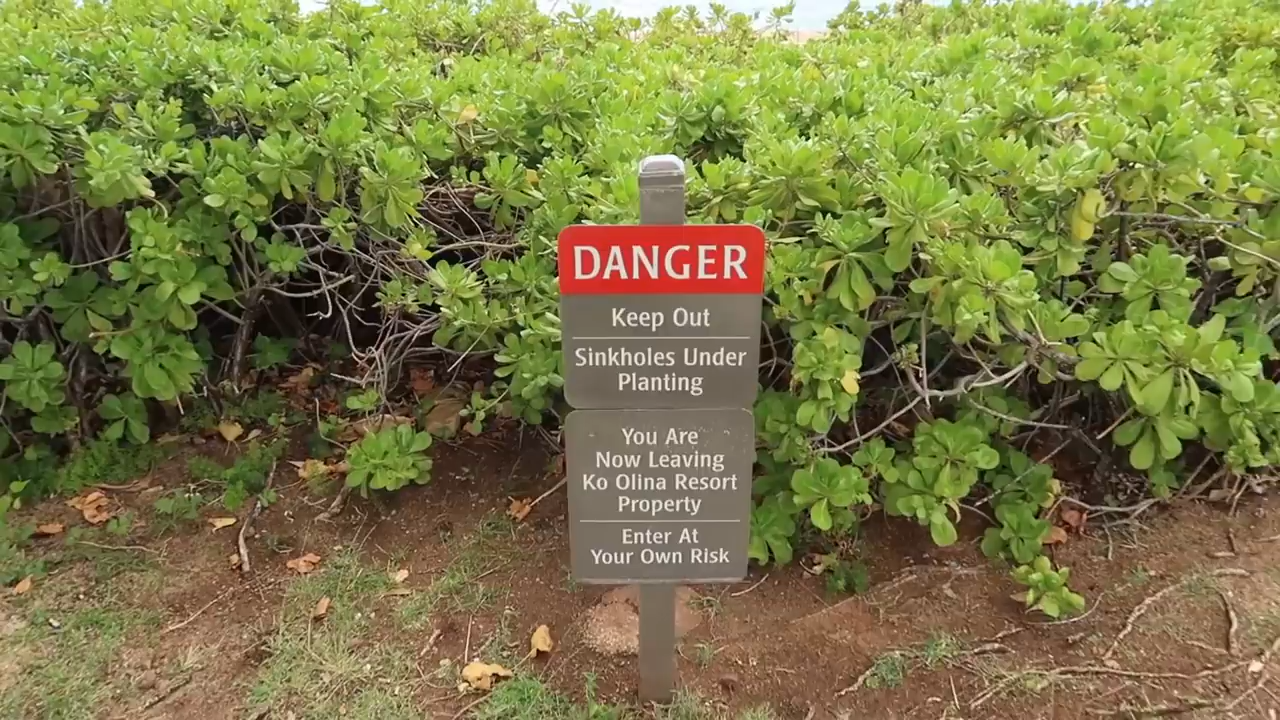 DANGER
Keep Out
Sinkholes Under
Planting
You Are
Now Leaving
Ko Olina Resort
Property
Enter At
Your Own Risk